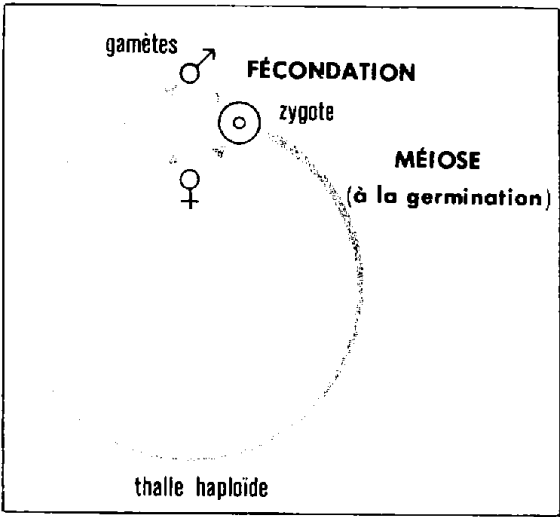 gamètes
FÉCONDATION
zygote
MÉIOSE
(à la germination)
thalle haploïde